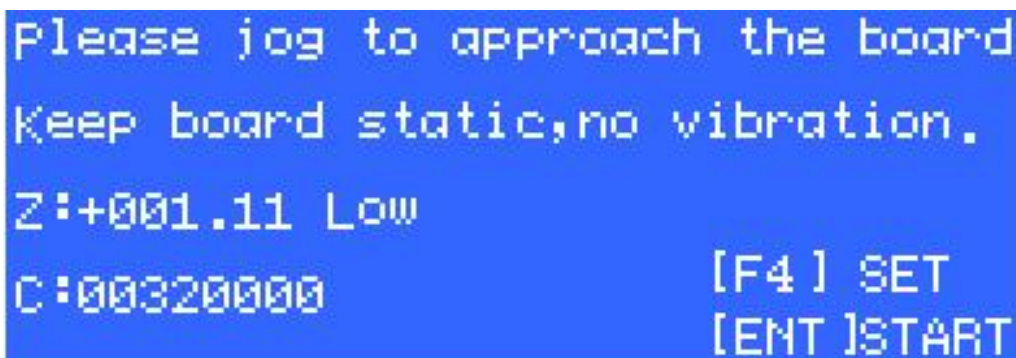 Please jog to approach the board
Keep board static,no vibration.
Z:+001.11 Low
C:00320000
[F4 ] SET
[ENT ]START